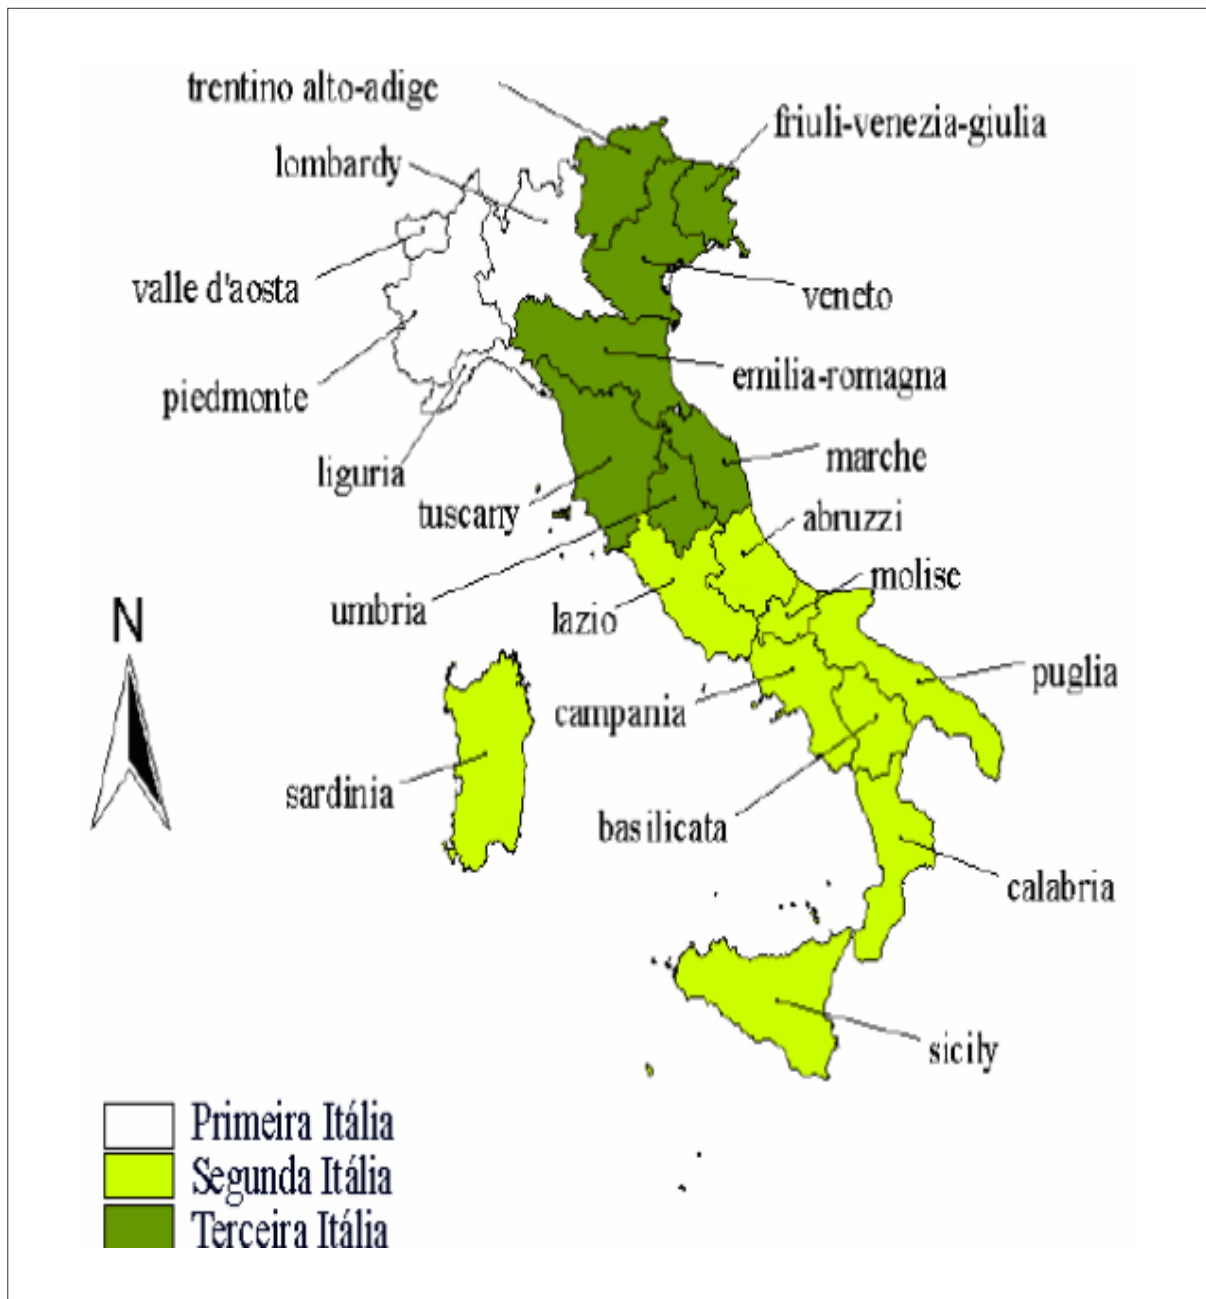 trentino alto-adige
friuli-venezia-giulia
lombardy
valle d'aosta
veneto
piedmonte
emilia-romagna
liguria
marche
tuscany
abruzzi
molise
umbria
lazio
N
puglia
campania
sardinia
basilicata
calabria
sicily
Primeira Itália
Segunda Itália
Terceira Itália